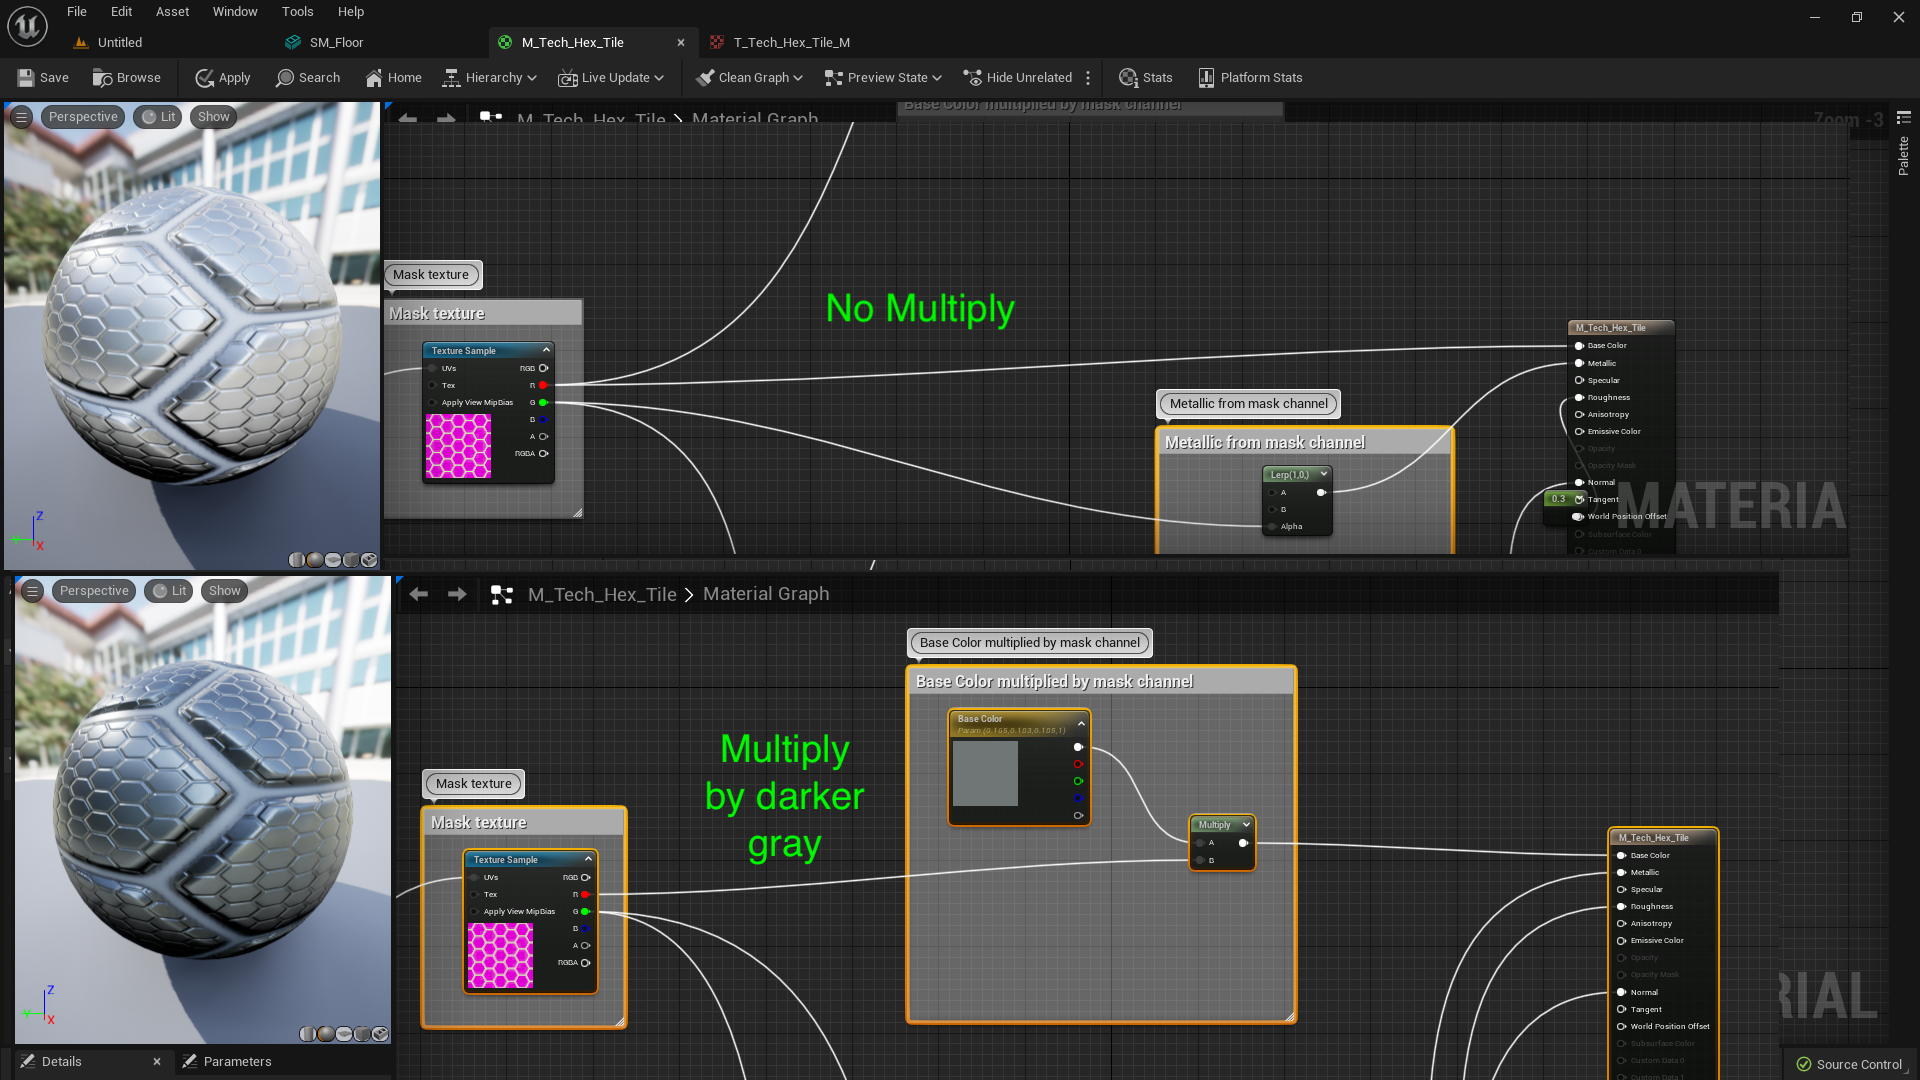 File Edit Asset Window Tools Help
Untitled SM_Floor M_Tech_Hex_Tile T_Tech_Hex_Tile_M
Save Browse Apply Search Home Hierarchy Live Update Clean Graph Preview State Hide Unrelated Stats Platform Stats
Perspective Lit Show
M_Tech_Hex_Tile > Material Graph
Base Color multiplied by mask channel
Zoom -3
Palette
Mask texture
Mask texture
Texture Sample
UVs RGB
Tex R
Apply View MipBias G
B
A
RGBA
No Multiply
Metallic from mask channel
Metallic from mask channel
Lerp(1,0,)
A
B
Alpha
M_Tech_Hex_Tile
Base Color
Metallic
Specular
Roughness
Anisotropy
Emissive Color
Opacity
Opacity Mask
Normal
Tangent
World Position Offset
Subsurface Color
Custom Data 0
0.3
MATERIA
Z
Y
X
Perspective Lit Show
M_Tech_Hex_Tile > Material Graph
Base Color multiplied by mask channel
Base Color multiplied by mask channel
Base Color
Multiply
A
B
Multiply
by darker
gray
Mask texture
Mask texture
Texture Sample
UVs RGB
Tex R
Apply View MipBias G
B
A
RGBA
M_Tech_Hex_Tile
Base Color
Metallic
Specular
Roughness
Anisotropy
Emissive Color
Opacity
Opacity Mask
Normal
Tangent
World Position Offset
Subsurface Color
Custom Data 0
Custom Data 1
RIAL
Z
Y
X
Details Parameters
Source Control